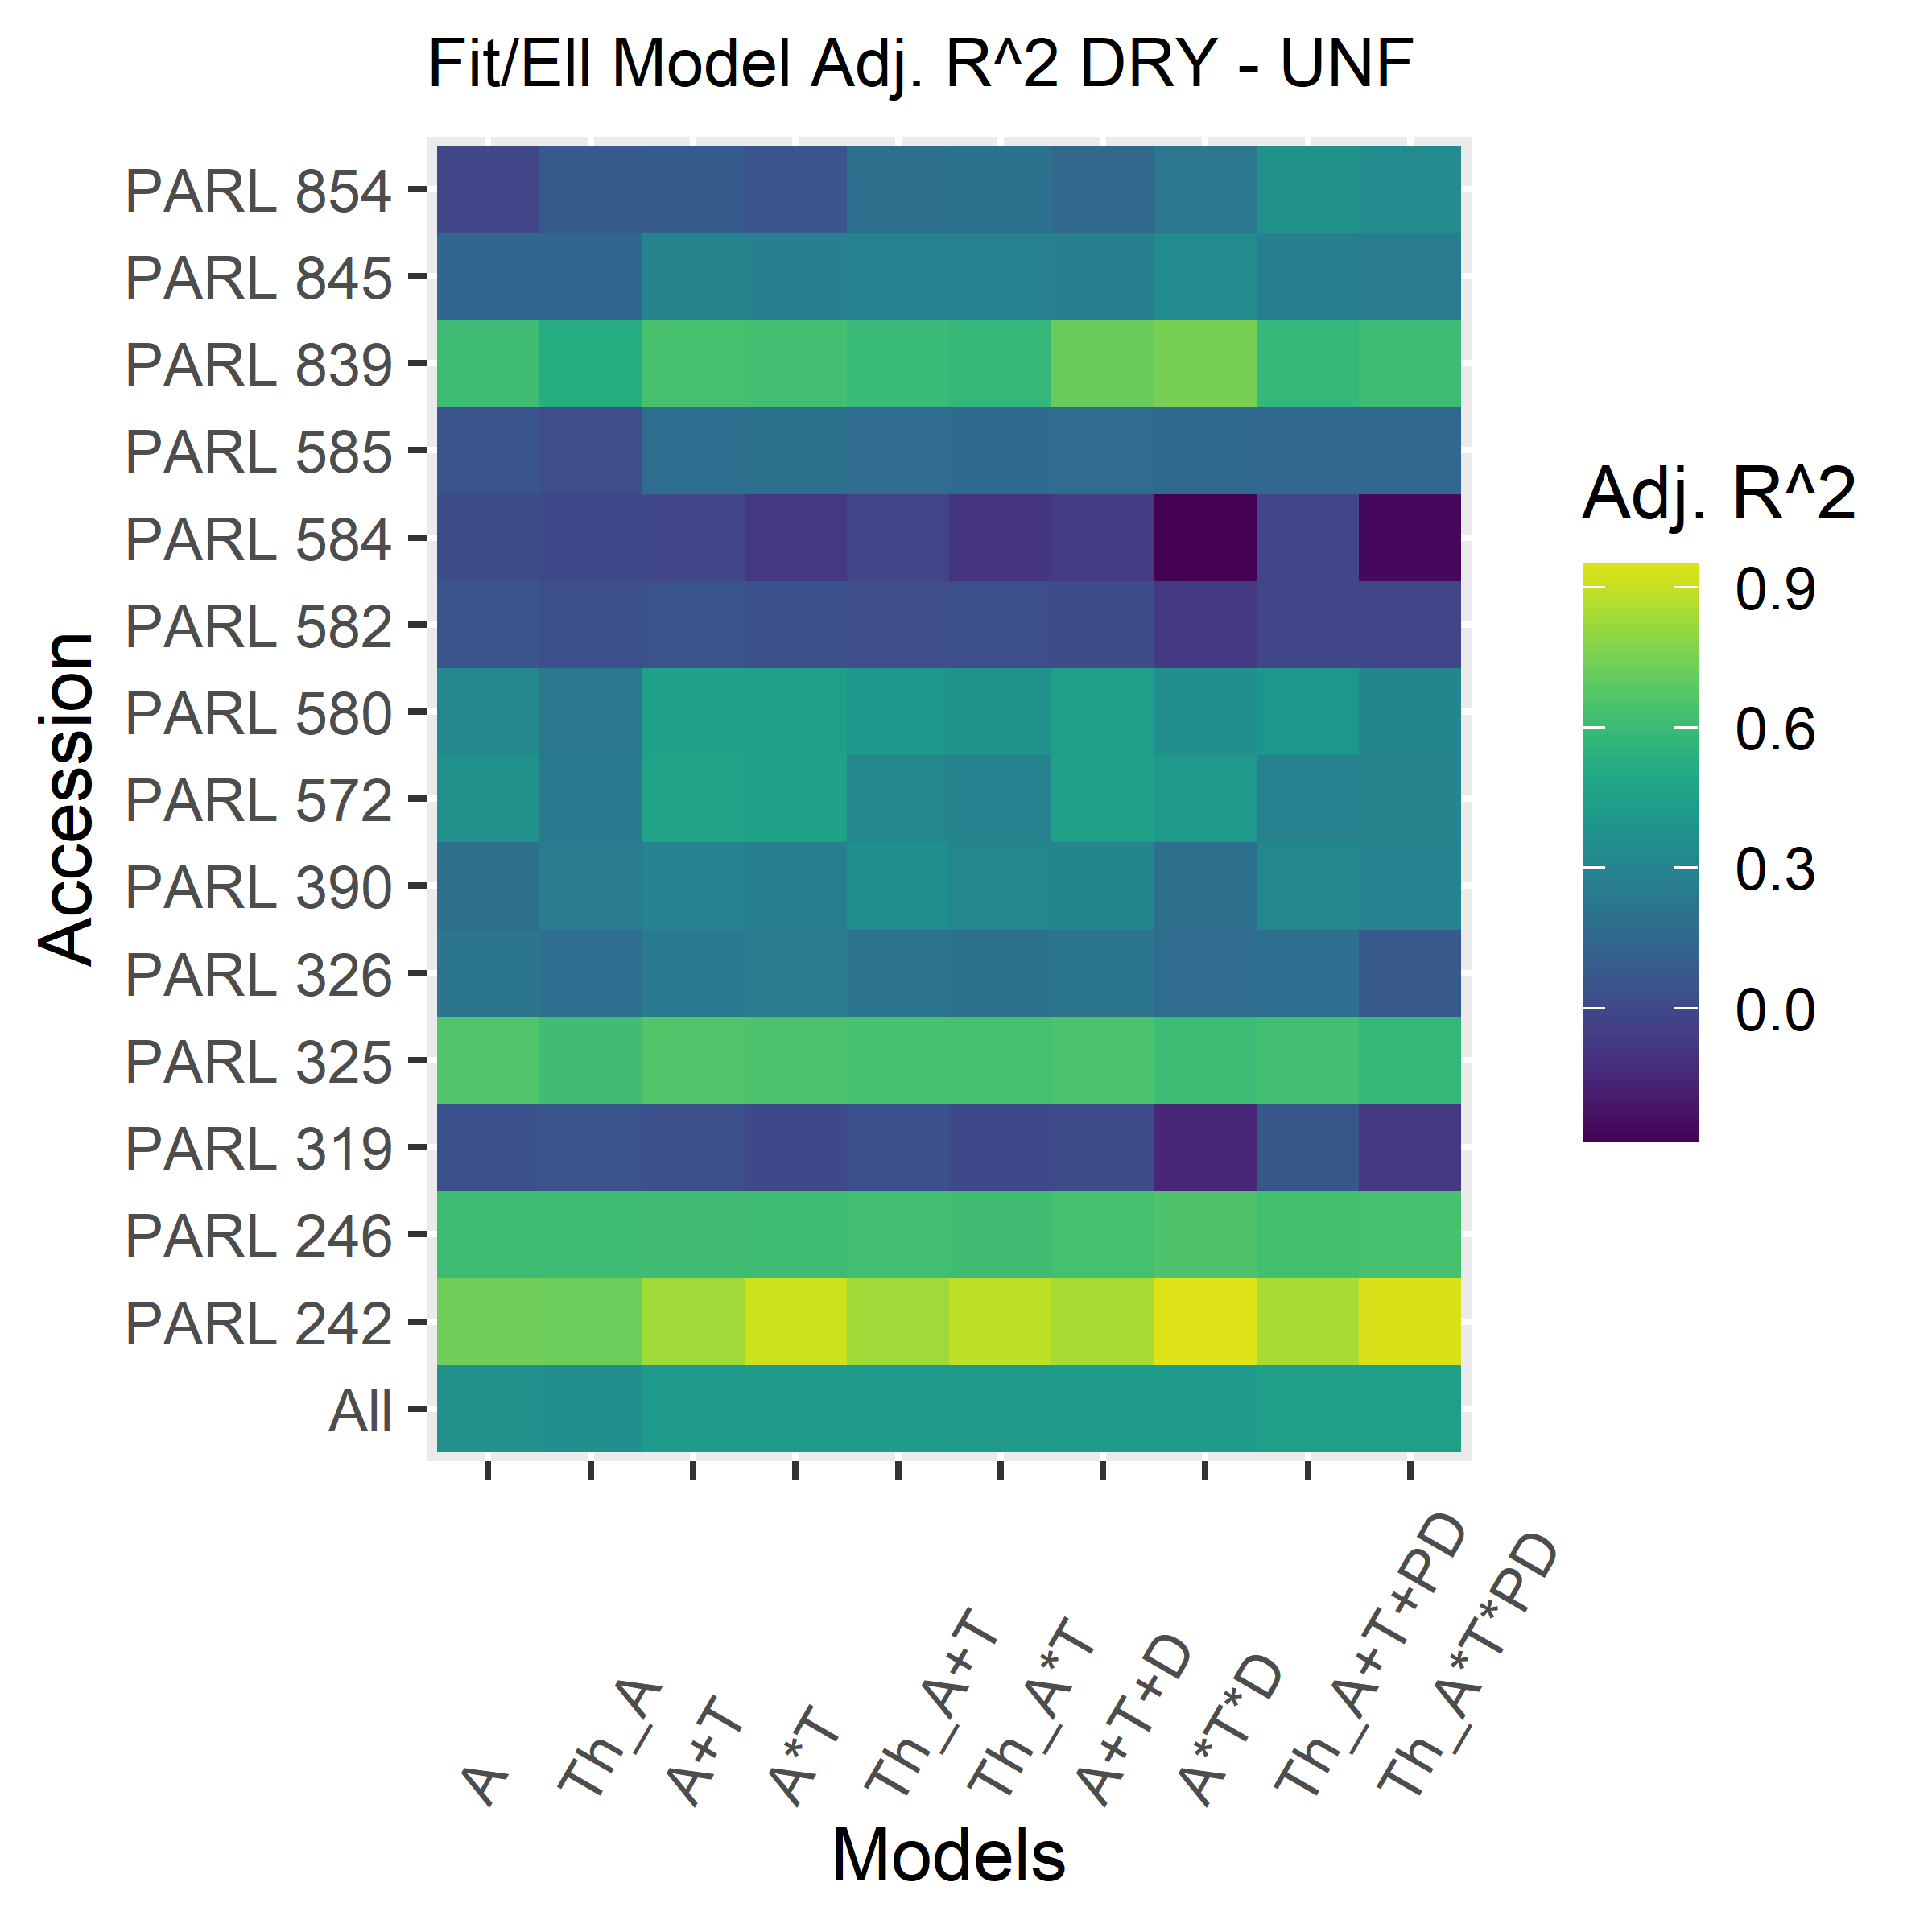 Fit/Ell Model Adj. R^2 DRY - UNF
Accession
PARL 854
PARL 845
PARL 839
PARL 585
PARL 584
PARL 582
PARL 580
PARL 572
PARL 390
PARL 326
PARL 325
PARL 319
PARL 246
PARL 242
All
A
Th_A
A+T
A*T
Th_A+T
Th_A*T
A+T+D
A*T*D
Th_A+T+PD
Th_A*T*PD
Models
Adj. R^2
0.9
0.6
0.3
0.0